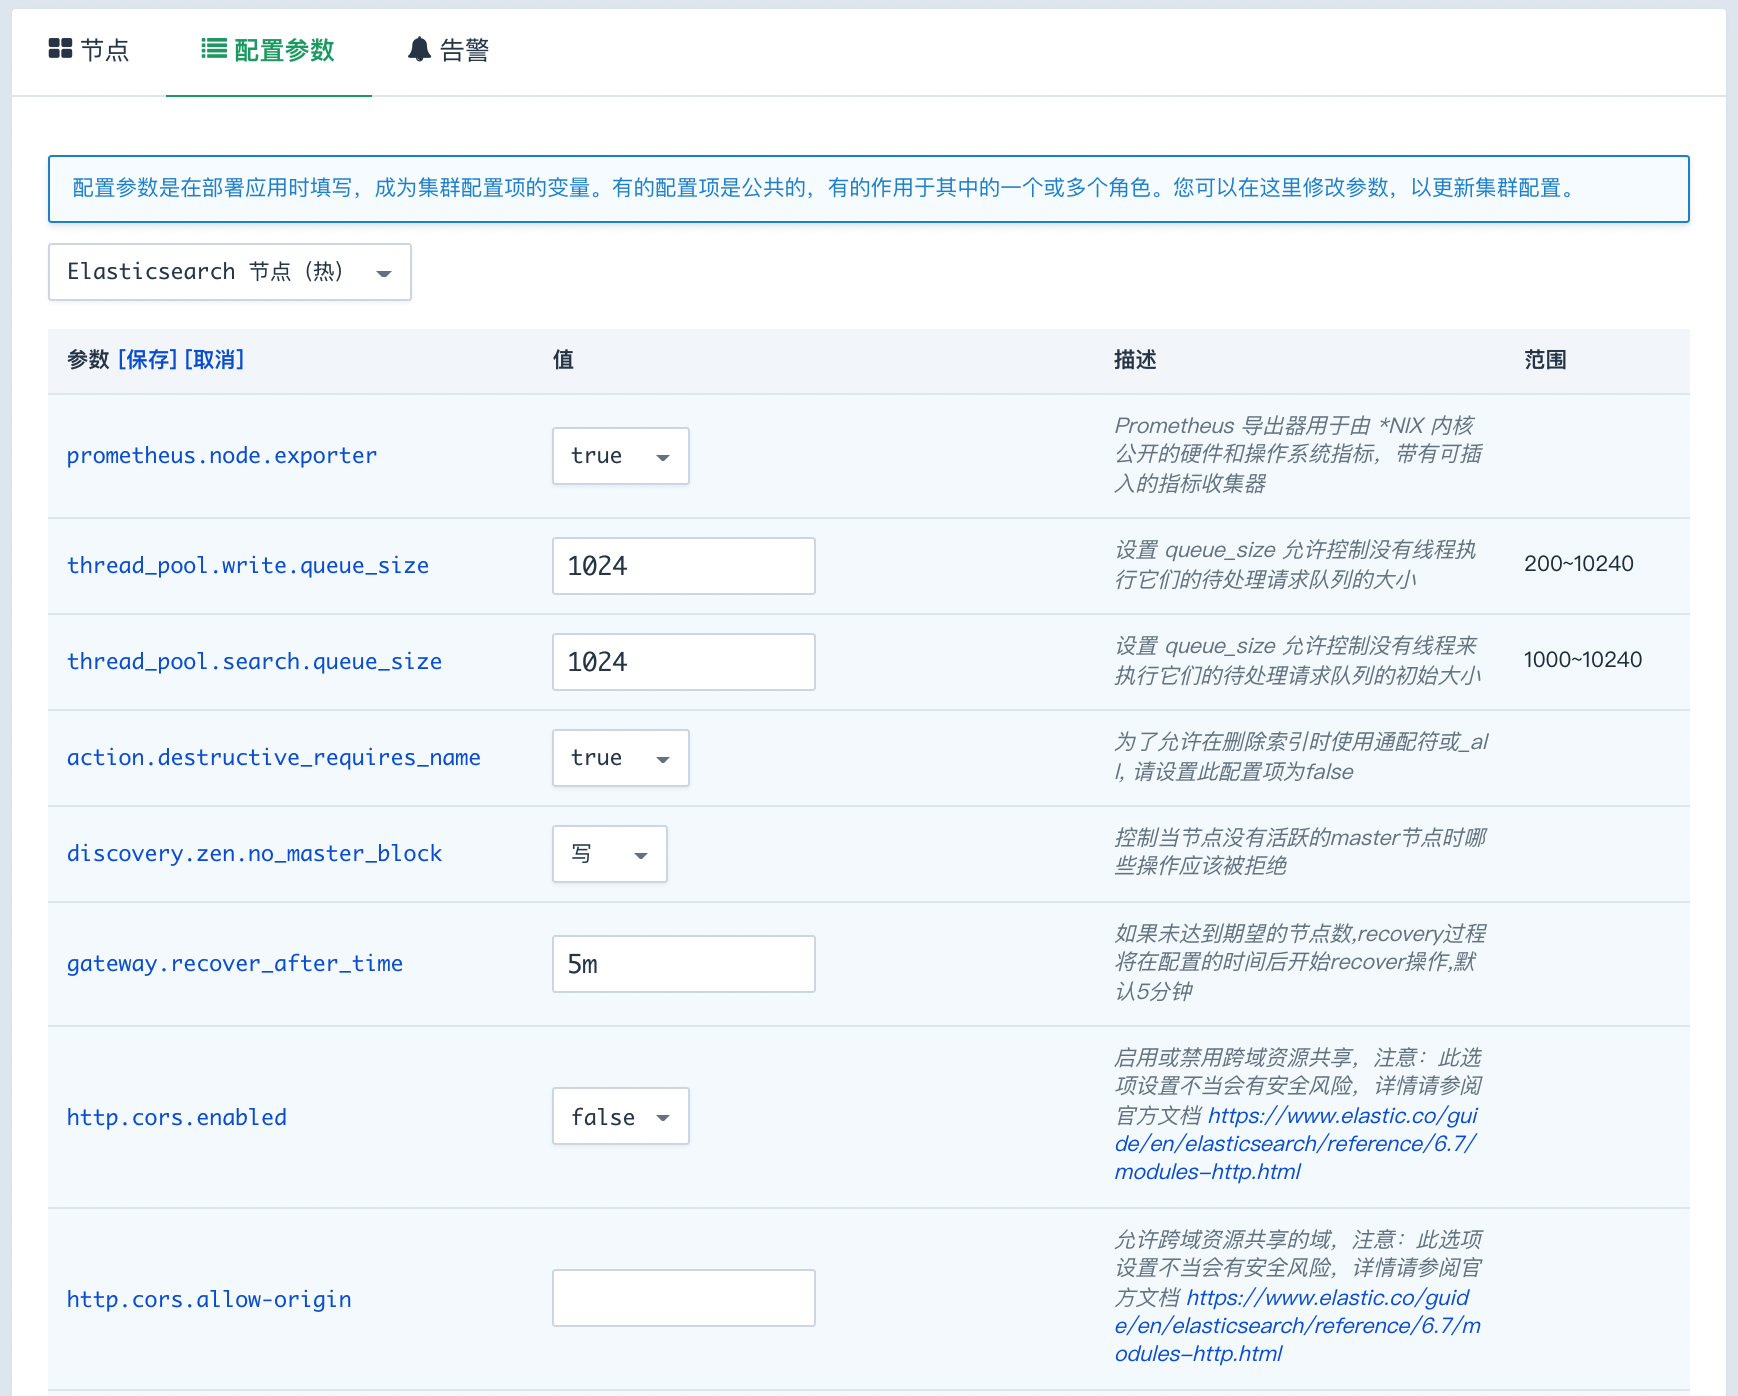 节点 配置参数 告警
配置参数是在部署应用时填写，成为集群配置项的变量。有的配置项是公共的，有的作用于其中的一个或多个角色。您可以在这里修改参数，以更新集群配置。
Elasticsearch 节点（热）
参数 [保存] [取消] 值 描述 范围
prometheus.node.exporter true
Prometheus 导出器用于由 *NIX 内核
公开的硬件和操作系统指标，带有可插
入的指标收集器
thread_pool.write.queue_size 1024
设置 queue_size 允许控制没有线程执
行它们的待处理请求队列的大小
200~10240
thread_pool.search.queue_size 1024
设置 queue_size 允许控制没有线程来
执行它们的待处理请求队列的初始大小
1000~10240
action.destructive_requires_name true
为了允许在删除索引时使用通配符或_al
l, 请设置此配置项为false
discovery.zen.no_master_block 写
控制当节点没有活跃的master节点时哪
些操作应该被拒绝
gateway.recover_after_time 5m
如果未达到期望的节点数,recovery过程
将在配置的时间后开始recover操作,默
认5分钟
http.cors.enabled false
启用或禁用跨域资源共享，注意：此选
项设置不当会有安全风险，详情请参阅
官方文档 https://www.elastic.co/gui
de/en/elasticsearch/reference/6.7/
modules-http.html
http.cors.allow-origin
允许跨域资源共享的域，注意：此选项
设置不当会有安全风险，详情请参阅官
方文档 https://www.elastic.co/guid
e/en/elasticsearch/reference/6.7/m
odules-http.html